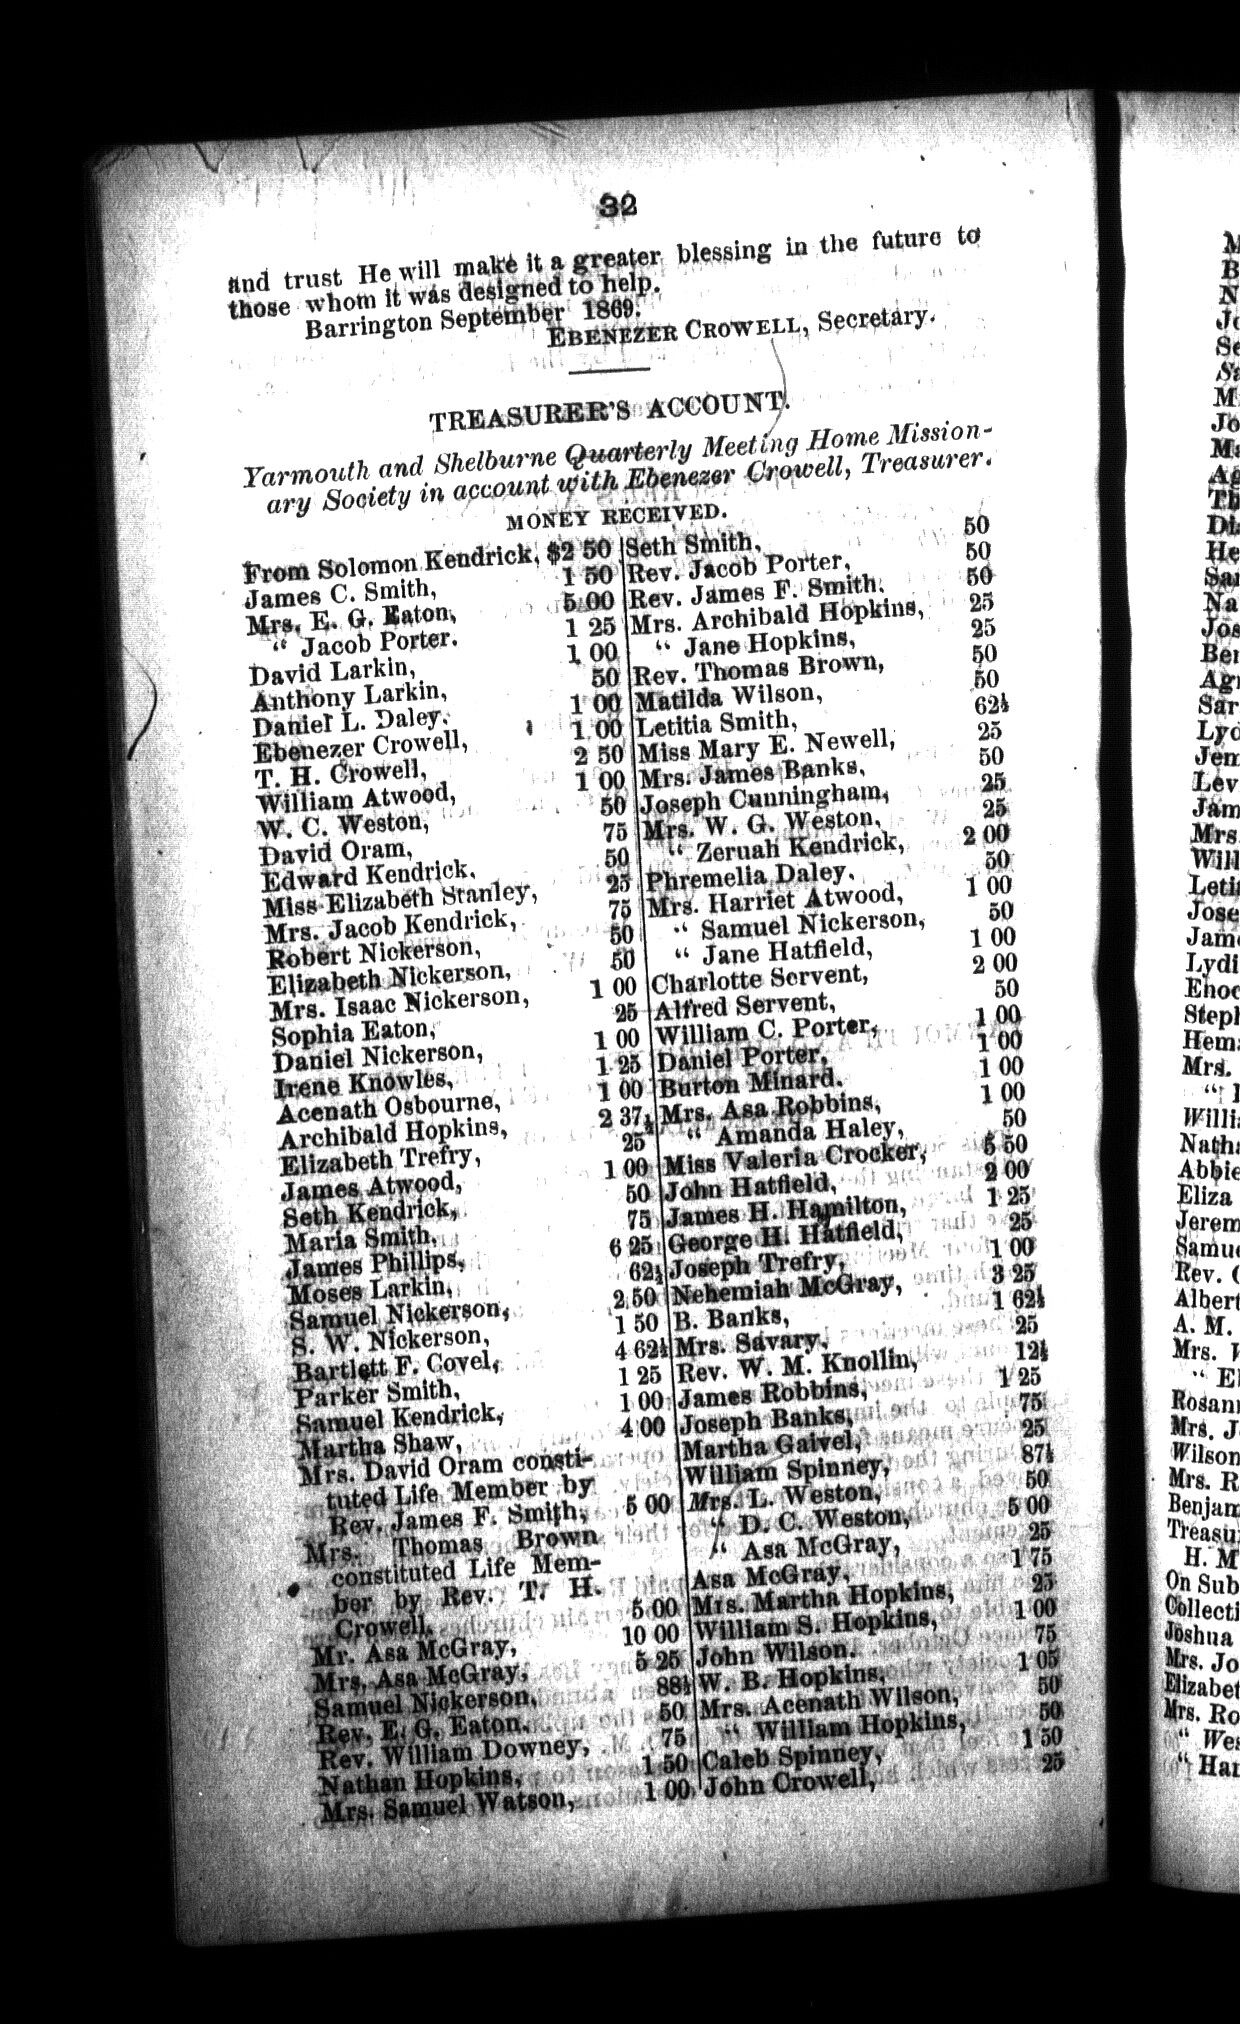 32
and trust He will make it a greater blessing in the future to
those whom it was designed to help.
Barrington September 1869.
EBENEZER CROWELL, Secretary.
TREASURER'S ACCOUNT.
Yarmouth and Shelburne Quarterly Meeting Home Mission-
ary Society in account with Ebenezer Crowell, Treasurer.
MONEY RECEIVED.
From Solomon Kendrick, $2 50
James C. Smith, 1 50
Mrs. E. G. Eaton, 5 00
" Jacob Porter. 1 25
David Larkin, 1 00
Anthony Larkin, 50
Daniel L. Daley, 1 00
Ebenezer Crowell, 1 00
T. H. Crowell, 2 50
William Atwood, 1 00
W. C. Weston, 50
David Oram, 75
Edward Kendrick. 50
Miss Elizabeth Stanley, 25
Mrs. Jacob Kendrick, 75
Robert Nickerson, 50
Elizabeth Nickerson, 50
Mrs. Isaac Nickerson, 1 00
Sophia Eaton, 25
Daniel Nickerson, 1 00
Irene Knowles, 1 25
Acenath Osbourne, 1 00
Archibald Hopkins, 2 37½
Elizabeth Trefry, 25
James Atwood, 1 00
Seth Kendrick, 50
Maria Smith, 75
James Phillips, 6 25
Moses Larkin, 62½
Samuel Nickerson, 2 50
S. W. Nickerson, 1 50
Bartlett F. Covel, 4 62½
Parker Smith, 1 25
Samuel Kendrick, 1 00
Martha Shaw, 4 00
Mrs. David Oram consti-
tuted Life Member by
Rev. James F. Smith, 5 00
Mrs. Thomas Brown
constituted Life Mem-
ber by Rev. T. H.
Crowell, 5 00
Mr. Asa McGray, 10 00
Mrs. Asa McGray, 5 25
Samuel Nickerson, 88½
Rev. E. G. Eaton, 50
Rev. William Downey, 75
Nathan Hopkins, 1 50
Mrs. Samuel Watson, 1 00
Seth Smith, 50
Rev. Jacob Porter, 50
Rev. James F. Smith, 50
Mrs. Archibald Hopkins, 25
" Jane Hopkins, 25
Rev. Thomas Brown, 50
Matilda Wilson, 50
Letitia Smith, 62½
Miss Mary E. Newell, 25
Mrs. James Banks, 50
Joseph Cunningham, 25
Mrs. W. G. Weston, 25
" Zeruah Kendrick, 2 00
Phremelia Daley, 50
Mrs. Harriet Atwood, 1 00
" Samuel Nickerson, 50
" Jane Hatfield, 1 00
Charlotte Servent, 2 00
Alfred Servent, 50
William C. Porter, 1 00
Daniel Porter, 1 00
Burton Minard. 1 00
Mrs. Asa Robbins, 1 00
" Amanda Haley, 50
Miss Valeria Crocker, 5 50
John Hatfield, 2 00
James H. Hamilton, 1 25
George H. Hatfield, 25
Joseph Trefry, 1 00
Nehemiah McGray, 3 25
B. Banks, 1 62½
Mrs. Savary, 25
Rev. W. M. Knollin, 12½
James Robbins, 1 25
Joseph Banks, 75
Martha Gaivel, 25
William Spinney, 87½
Mrs. L. Weston, 50
" D. C. Weston, 5 00
" Asa McGray, 25
Asa McGray, 1 75
Mrs. Martha Hopkins, 25
William S. Hopkins, 1 00
John Wilson. 75
W. B. Hopkins, 1 05
Mrs. Acenath Wilson, 50
" William Hopkins, 50
Caleb Spinney, 1 50
John Crowell, 25